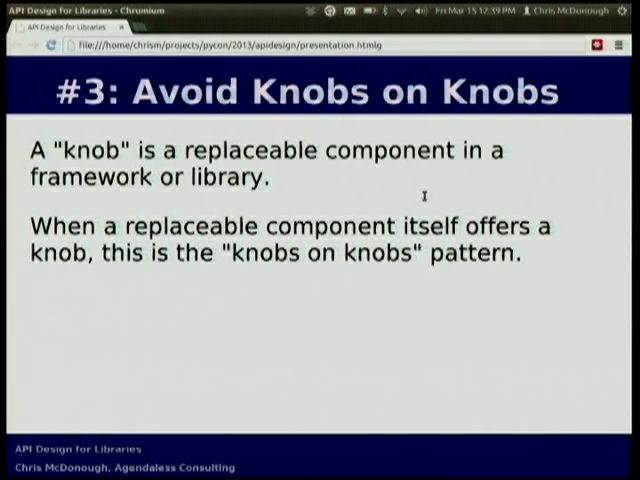 API Design for Libraries - Chromium
Fri Mar 15 12:39 PM
Chris McDonough
API Design for Libraries
file:///home/chrism/projects/pycon/2013/apidesign/presentation.html
#3: Avoid Knobs on Knobs
A "knob" is a replaceable component in a
framework or library.
When a replaceable component itself offers a
knob, this is the "knobs on knobs" pattern.
API Design for Libraries
Chris McDonough, Agendaless Consulting